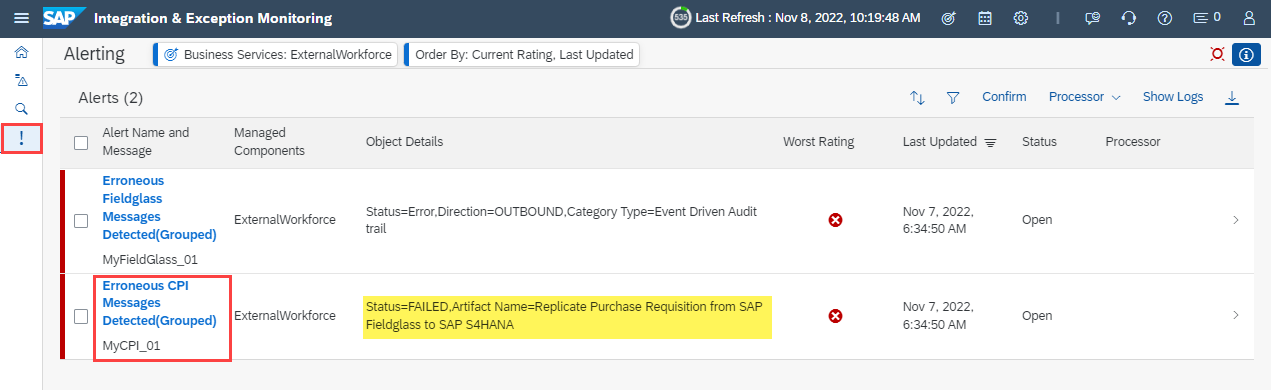 SAP Integration & Exception Monitoring
535 Last Refresh : Nov 8, 2022, 10:19:48 AM
0
Alerting
Business Services: ExternalWorkforce
Order By: Current Rating, Last Updated
Alerts (2)
Confirm
Processor
Show Logs
Alert Name and
Message
Managed
Components
Object Details
Worst Rating
Last Updated
Status
Processor
Erroneous
Fieldglass
Messages
Detected(Grouped)
MyFieldGlass_01
ExternalWorkforce
Status=Error,Direction=OUTBOUND,Category Type=Event Driven Audit
trail
Nov 7, 2022,
6:34:50 AM
Open
Erroneous CPI
Messages
Detected(Grouped)
MyCPI_01
ExternalWorkforce
Status=FAILED,Artifact Name=Replicate Purchase Requisition from SAP
Fieldglass to SAP S4HANA
Nov 7, 2022,
6:34:50 AM
Open